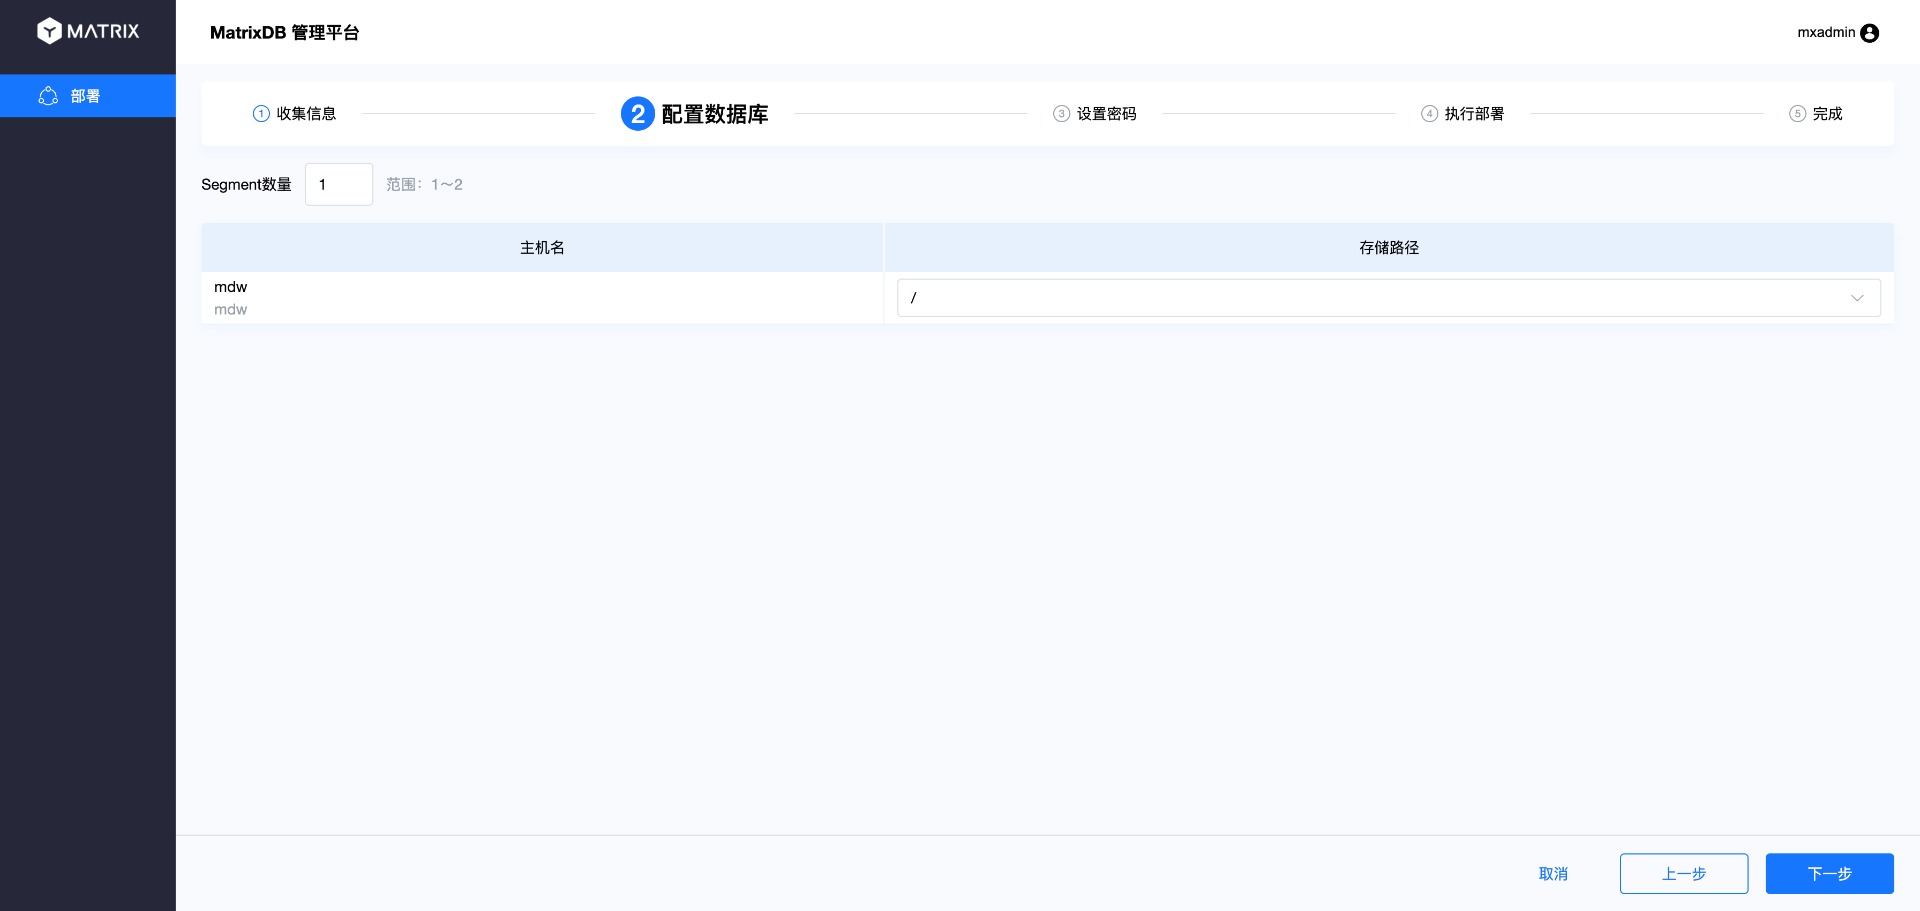 MATRIX
MatrixDB 管理平台
mxadmin
部署
1 收集信息
2 配置数据库
3 设置密码
4 执行部署
5 完成
Segment数量 1 范围：1～2
主机名 存储路径
mdw /
mdw
取消 上一步 下一步